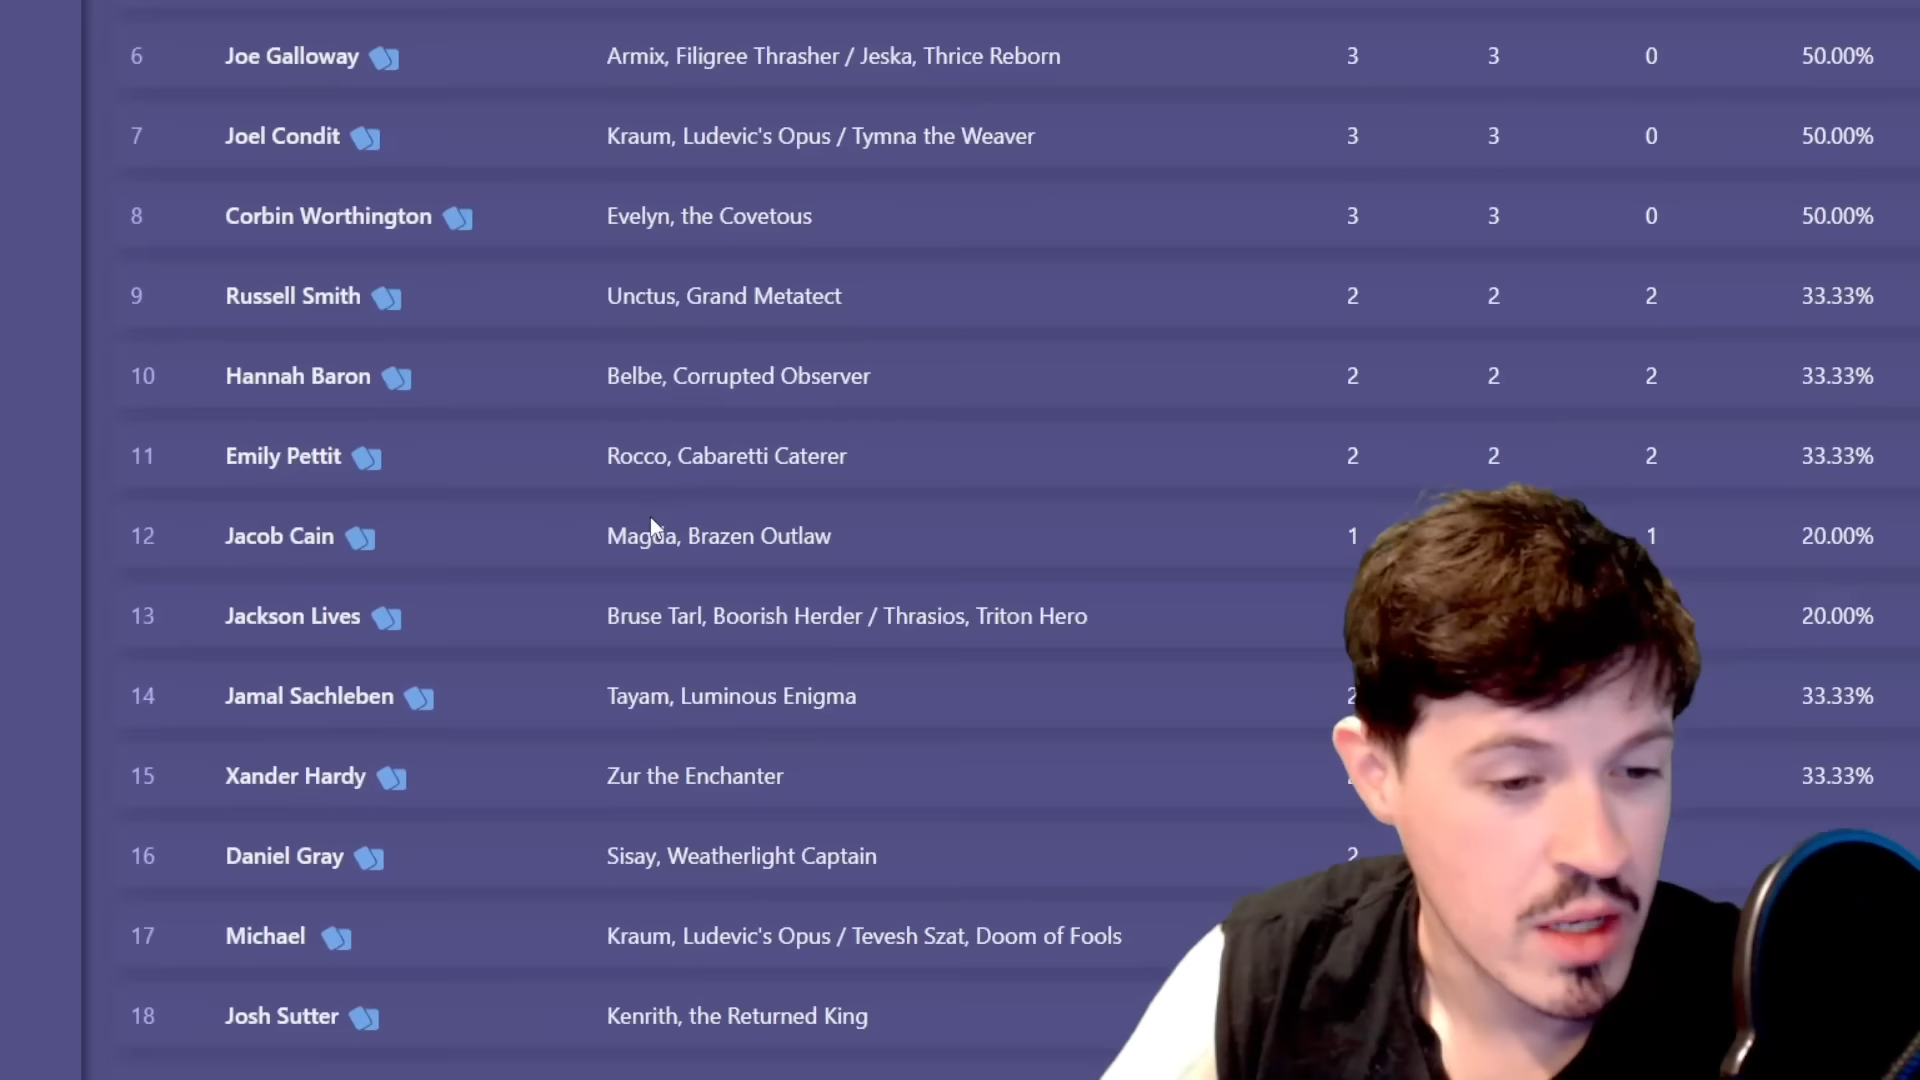 6 Joe Galloway Armix, Filigree Thrasher / Jeska, Thrice Reborn 3 3 0 50.00%
7 Joel Condit Kraum, Ludevic's Opus / Tymna the Weaver 3 3 0 50.00%
8 Corbin Worthington Evelyn, the Covetous 3 3 0 50.00%
9 Russell Smith Unctus, Grand Metatect 2 2 2 33.33%
10 Hannah Baron Belbe, Corrupted Observer 2 2 2 33.33%
11 Emily Pettit Rocco, Cabaretti Caterer 2 2 2 33.33%
12 Jacob Cain Magda, Brazen Outlaw 1 1 20.00%
13 Jackson Lives Bruse Tarl, Boorish Herder / Thrasios, Triton Hero 20.00%
14 Jamal Sachleben Tayam, Luminous Enigma 2 33.33%
15 Xander Hardy Zur the Enchanter 33.33%
16 Daniel Gray Sisay, Weatherlight Captain 2
17 Michael Kraum, Ludevic's Opus / Tevesh Szat, Doom of Fools
18 Josh Sutter Kenrith, the Returned King